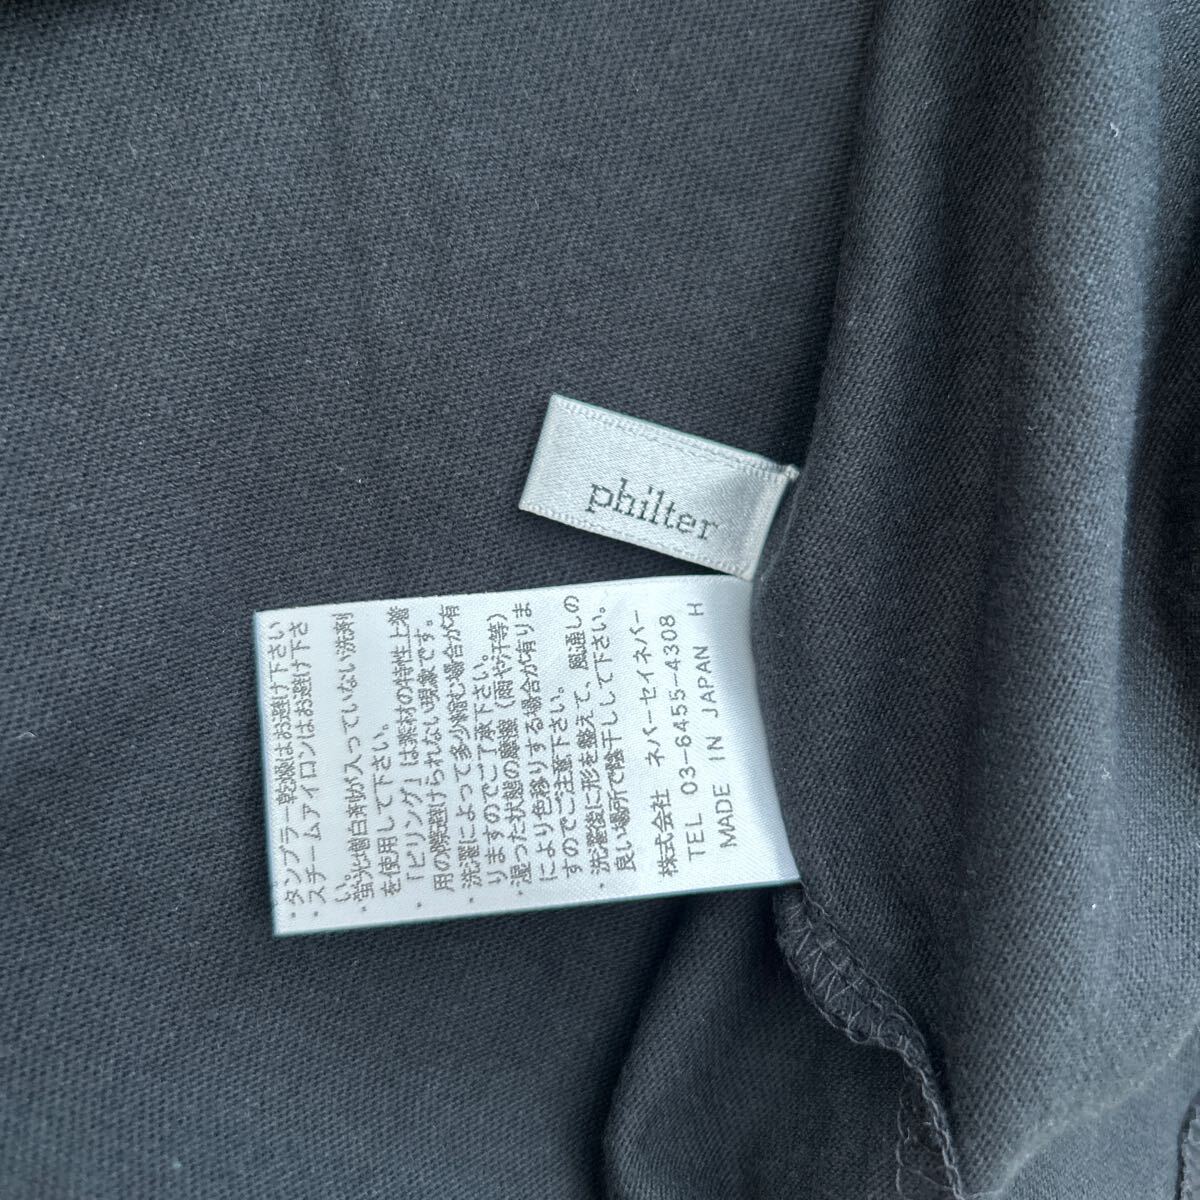 philter
・タンブラー乾燥はお避け下さい
・スチームアイロンはお避け下さ
い。
・蛍光増白剤が入っていない洗剤
を使用して下さい。
・「ピリング」は素材の特性上着
用の際避けられない現象です。
・洗濯によって多少縮む場合が有
りますのでご了承下さい。
・湿った状態の摩擦（雨や汗等）
により色移りする場合が有りま
すのでご注意下さい。
・洗濯後に形を整えて、風通しの
良い場所で陰干しして下さい。
株式会社 ネバーセイネバー
TEL 03-6455-4308
MADE IN JAPAN H